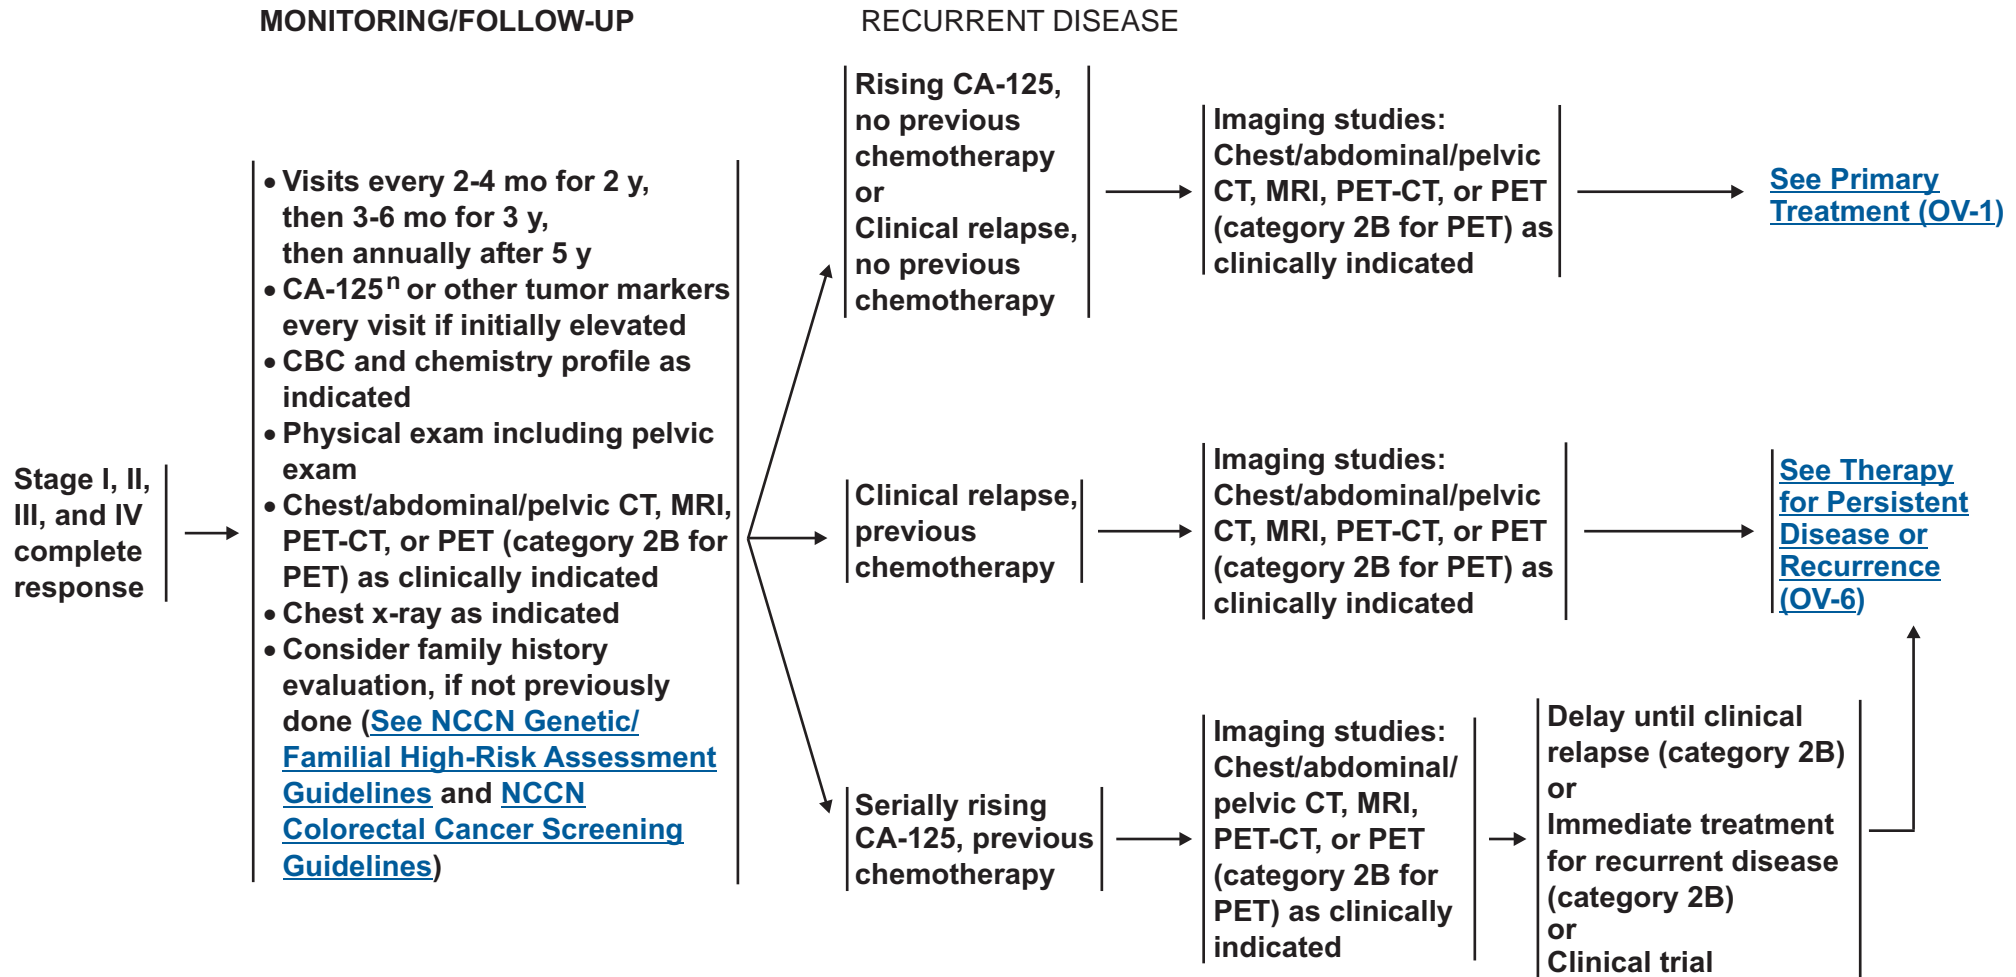 MONITORING/FOLLOW-UP
RECURRENT DISEASE
Stage I, II,
III, and IV
complete
response
• Visits every 2-4 mo for 2 y,
then 3-6 mo for 3 y,
then annually after 5 y
• CA-125ⁿ or other tumor markers
every visit if initially elevated
• CBC and chemistry profile as
indicated
• Physical exam including pelvic
exam
• Chest/abdominal/pelvic CT, MRI,
PET-CT, or PET (category 2B for
PET) as clinically indicated
• Chest x-ray as indicated
• Consider family history
evaluation, if not previously
done (See NCCN Genetic/
Familial High-Risk Assessment
Guidelines and NCCN
Colorectal Cancer Screening
Guidelines)
Rising CA-125,
no previous
chemotherapy
or
Clinical relapse,
no previous
chemotherapy
Imaging studies:
Chest/abdominal/pelvic
CT, MRI, PET-CT, or PET
(category 2B for PET) as
clinically indicated
See Primary
Treatment (OV-1)
Clinical relapse,
previous
chemotherapy
Imaging studies:
Chest/abdominal/pelvic
CT, MRI, PET-CT, or PET
(category 2B for PET) as
clinically indicated
See Therapy
for Persistent
Disease or
Recurrence
(OV-6)
Serially rising
CA-125, previous
chemotherapy
Imaging studies:
Chest/abdominal/
pelvic CT, MRI,
PET-CT, or PET
(category 2B for
PET) as clinically
indicated
Delay until clinical
relapse (category 2B)
or
Immediate treatment
for recurrent disease
(category 2B)
or
Clinical trial